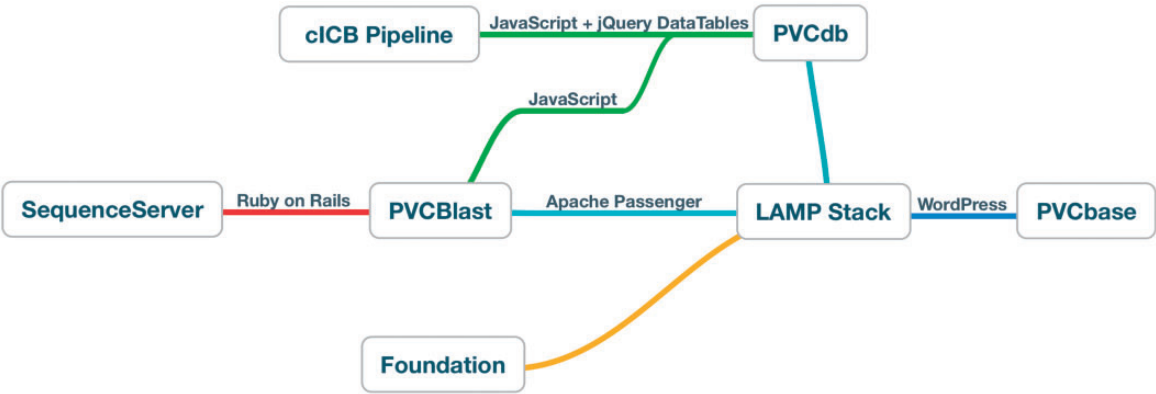 JavaScript + jQuery DataTables
cICB Pipeline
PVCdb
JavaScript
SequenceServer
Ruby on Rails
PVCBlast
Apache Passenger
LAMP Stack
WordPress
PVCbase
Foundation